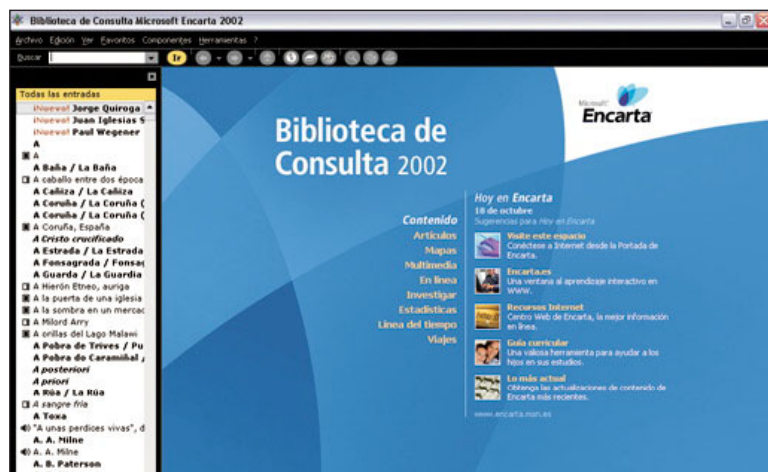 Biblioteca de Consulta Microsoft Encarta 2002
Archivo Edición Ver Favoritos Componentes Herramientas ?
Buscar
Ir
Todas las entradas
¡Nuevo! Jorge Quiroga
¡Nuevo! Juan Iglesias S
¡Nuevo! Paul Wegener
A
A
A Baña / La Baña
A caballo entre dos época
A Cañiza / La Cañiza
A Coruña / La Coruña (
A Coruña / La Coruña (
A Coruña, España
A Cristo crucificado
A Estrada / La Estrada
A Fonsagrada / Fonsag
A Guarda / La Guardia
A Hierón Etneo, auriga
A la puerta de una iglesia
A la sombra en un mercad
A Milord Arry
A orillas del Lago Malawi
A Pobra de Trives / Pu
A Pobra do Caramiñal /
A posteriori
A priori
A Rúa / La Rúa
A sangre fría
A Toxa
"A unas perdices vivas", d
A. A. Milne
A. A. Milne
A. B. Paterson
Microsoft
Encarta
Biblioteca de
Consulta 2002
Contenido
Artículos
Mapas
Multimedia
En línea
Investigar
Estadísticas
Línea del tiempo
Viajes
Hoy en Encarta
18 de octubre
Sugerencias para Hoy en Encarta
Visite este espacio
Conéctese a Internet desde la Portada de
Encarta.
Encarta.es
Una ventana al aprendizaje interactivo en
WWW.
Recursos Internet
Centro Web de Encarta, la mejor información
en línea.
Guía curricular
Una valiosa herramienta para ayudar a los
hijos en sus estudios.
Lo más actual
Obtenga las actualizaciones de contenido de
Encarta más recientes.
www.encarta.msn.es